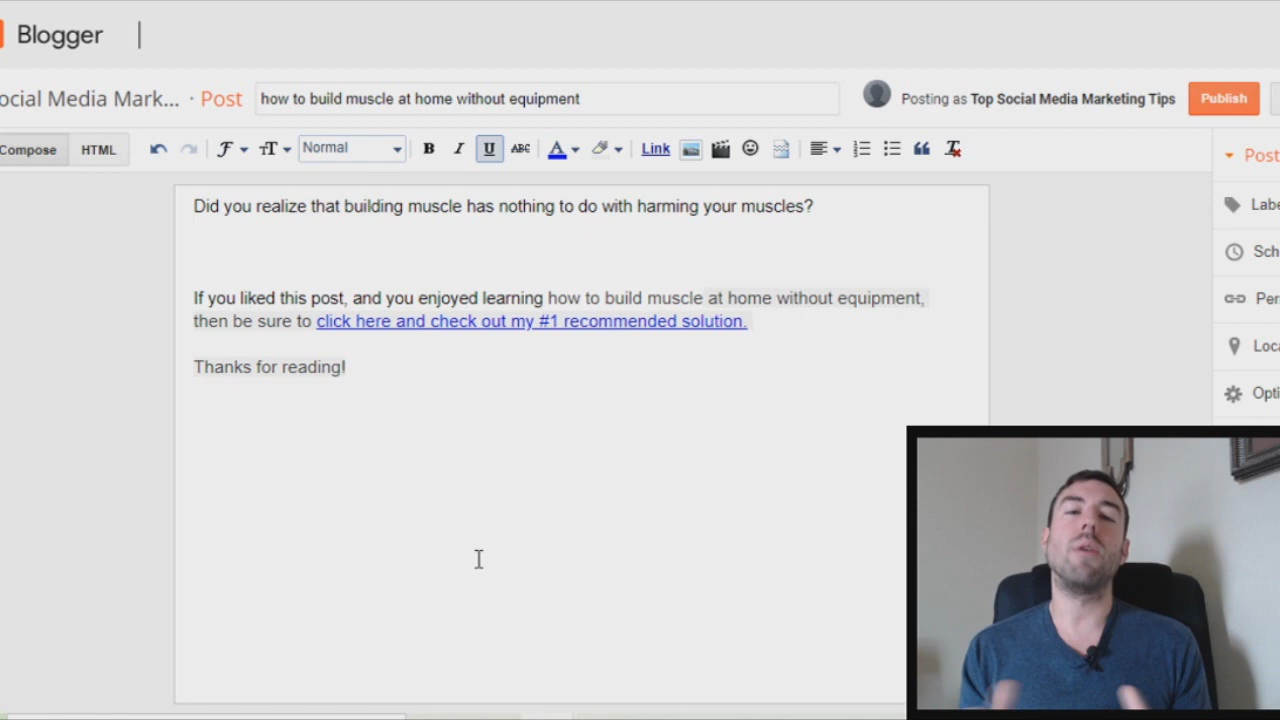 Blogger
ocial Media Mark... · Post how to build muscle at home without equipment Posting as Top Social Media Marketing Tips Publish
Compose HTML Normal B I U ABC A Link
Post
Did you realize that building muscle has nothing to do with harming your muscles?
Labe
Sch
If you liked this post, and you enjoyed learning how to build muscle at home without equipment,
Per
then be sure to click here and check out my #1 recommended solution.
Loca
Thanks for reading!
Opti